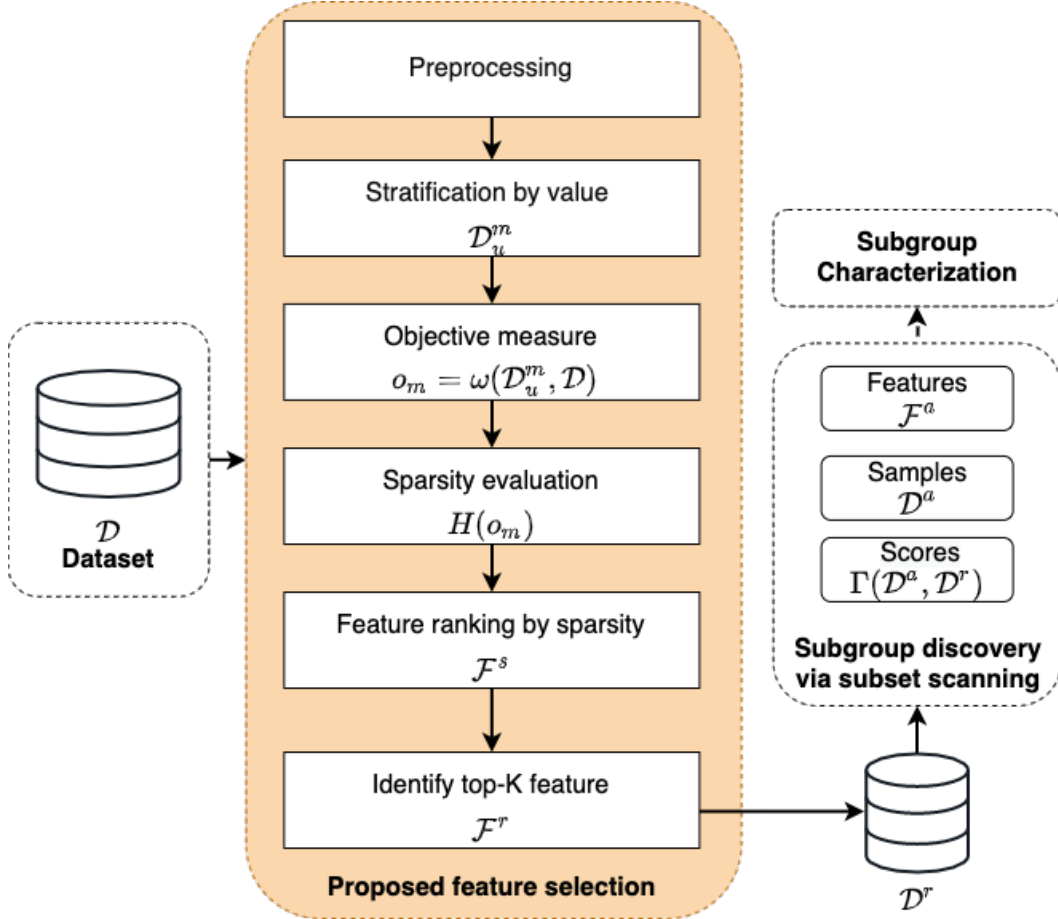 Preprocessing
Stratification by value
𝒟ᵤᵐ
Objective measure
oₘ = ω(𝒟ᵤᵐ, 𝒟)
Sparsity evaluation
H(oₘ)
Feature ranking by sparsity
ℱˢ
Identify top-K feature
ℱʳ
Proposed feature selection
𝒟
Dataset
Subgroup
Characterization
Features
ℱᵃ
Samples
𝒟ᵃ
Scores
Γ(𝒟ᵃ, 𝒟ʳ)
Subgroup discovery
via subset scanning
𝒟ʳ